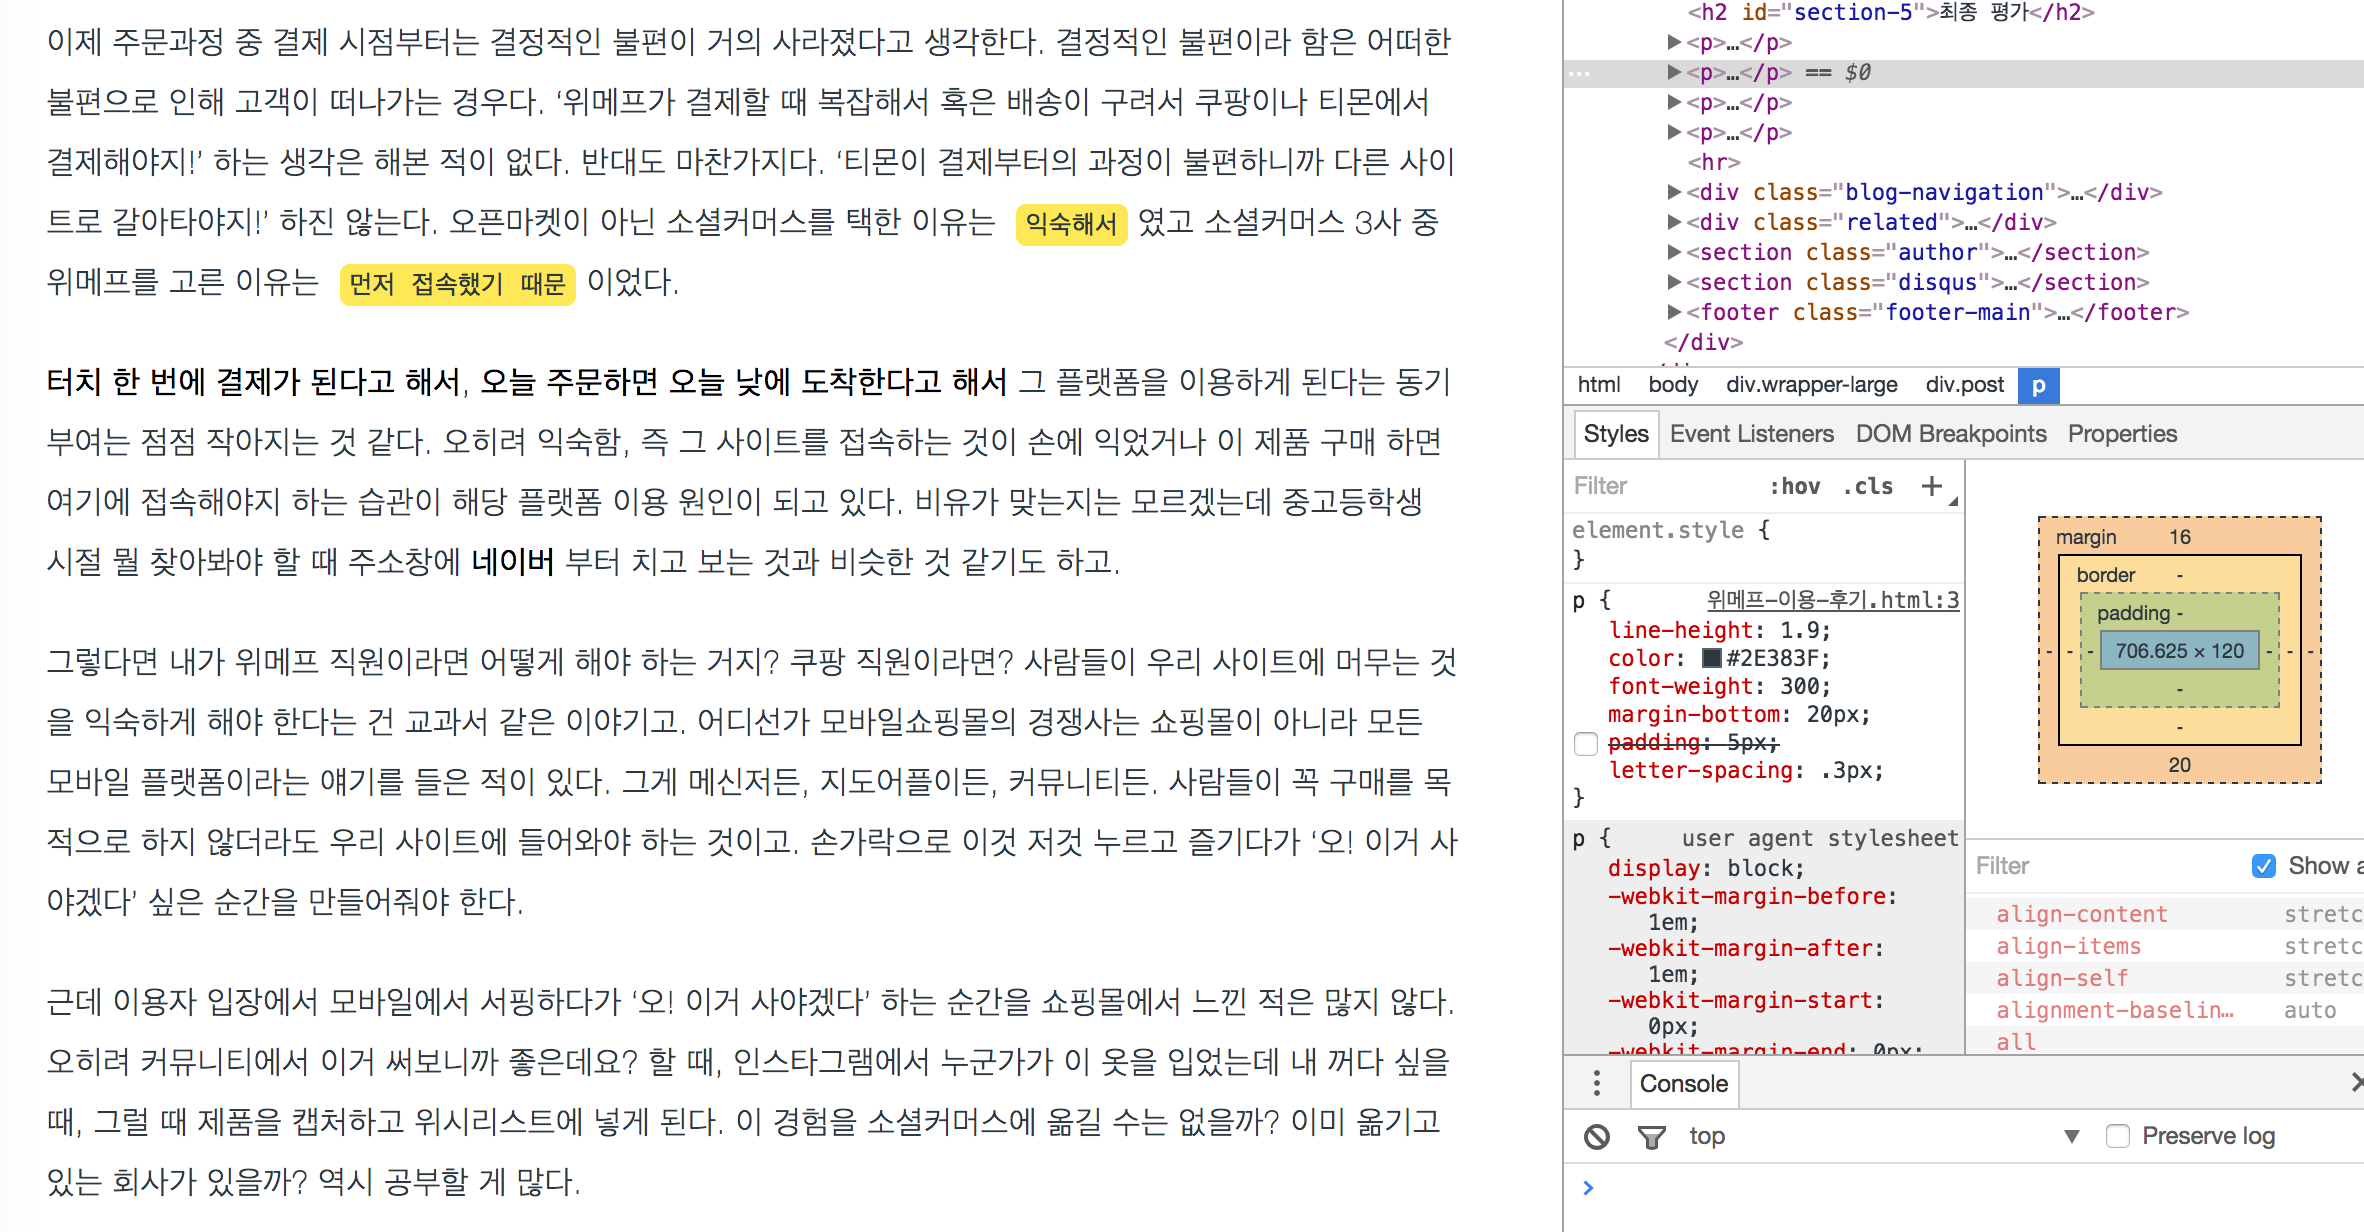 이제 주문과정 중 결제 시점부터는 결정적인 불편이 거의 사라졌다고 생각한다. 결정적인 불편이라 함은 어떠한
불편으로 인해 고객이 떠나가는 경우다. ‘위메프가 결제할 때 복잡해서 혹은 배송이 구려서 쿠팡이나 티몬에서
결제해야지!’ 하는 생각은 해본 적이 없다. 반대도 마찬가지다. ‘티몬이 결제부터의 과정이 불편하니까 다른 사이
트로 갈아타야지!’ 하진 않는다. 오픈마켓이 아닌 소셜커머스를 택한 이유는 익숙해서 였고 소셜커머스 3사 중
위메프를 고른 이유는 먼저 접속했기 때문 이었다.
터치 한 번에 결제가 된다고 해서, 오늘 주문하면 오늘 낮에 도착한다고 해서 그 플랫폼을 이용하게 된다는 동기
부여는 점점 작아지는 것 같다. 오히려 익숙함, 즉 그 사이트를 접속하는 것이 손에 익었거나 이 제품 구매 하면
여기에 접속해야지 하는 습관이 해당 플랫폼 이용 원인이 되고 있다. 비유가 맞는지는 모르겠는데 중고등학생
시절 뭘 찾아봐야 할 때 주소창에 네이버 부터 치고 보는 것과 비슷한 것 같기도 하고.
그렇다면 내가 위메프 직원이라면 어떻게 해야 하는 거지? 쿠팡 직원이라면? 사람들이 우리 사이트에 머무는 것
을 익숙하게 해야 한다는 건 교과서 같은 이야기고. 어디선가 모바일쇼핑몰의 경쟁사는 쇼핑몰이 아니라 모든
모바일 플랫폼이라는 얘기를 들은 적이 있다. 그게 메신저든, 지도어플이든, 커뮤니티든. 사람들이 꼭 구매를 목
적으로 하지 않더라도 우리 사이트에 들어와야 하는 것이고. 손가락으로 이것 저것 누르고 즐기다가 ‘오! 이거 사
야겠다’ 싶은 순간을 만들어줘야 한다.
근데 이용자 입장에서 모바일에서 서핑하다가 ‘오! 이거 사야겠다’ 하는 순간을 쇼핑몰에서 느낀 적은 많지 않다.
오히려 커뮤니티에서 이거 써보니까 좋은데요? 할 때, 인스타그램에서 누군가가 이 옷을 입었는데 내 꺼다 싶을
때, 그럴 때 제품을 캡처하고 위시리스트에 넣게 된다. 이 경험을 소셜커머스에 옮길 수는 없을까? 이미 옮기고
있는 회사가 있을까? 역시 공부할 게 많다.
<h2 id="section-5">최종 평가</h2>
▶<p>…</p>
… ▶<p>…</p> == $0
▶<p>…</p>
▶<p>…</p>
<hr>
▶<div class="blog-navigation">…</div>
▶<div class="related">…</div>
▶<section class="author">…</section>
▶<section class="disqus">…</section>
▶<footer class="footer-main">…</footer>
</div>
html body div.wrapper-large div.post p
Styles Event Listeners DOM Breakpoints Properties
Filter :hov .cls +
element.style {
}
p { 위메프-이용-후기.html:3
line-height: 1.9;
color: #2E383F;
font-weight: 300;
margin-bottom: 20px;
padding: 5px;
letter-spacing: .3px;
}
p { user agent stylesheet
display: block;
-webkit-margin-before:
1em;
-webkit-margin-after:
1em;
-webkit-margin-start:
0px;
-webkit-margin-end: 0px;
margin 16
border -
padding -
- - - 706.625 × 120 - - -
-
-
20
Filter Show a
align-content stretc
align-items stretc
align-self stretc
alignment-baselin… auto
all
Console
top ▼ Preserve log
>